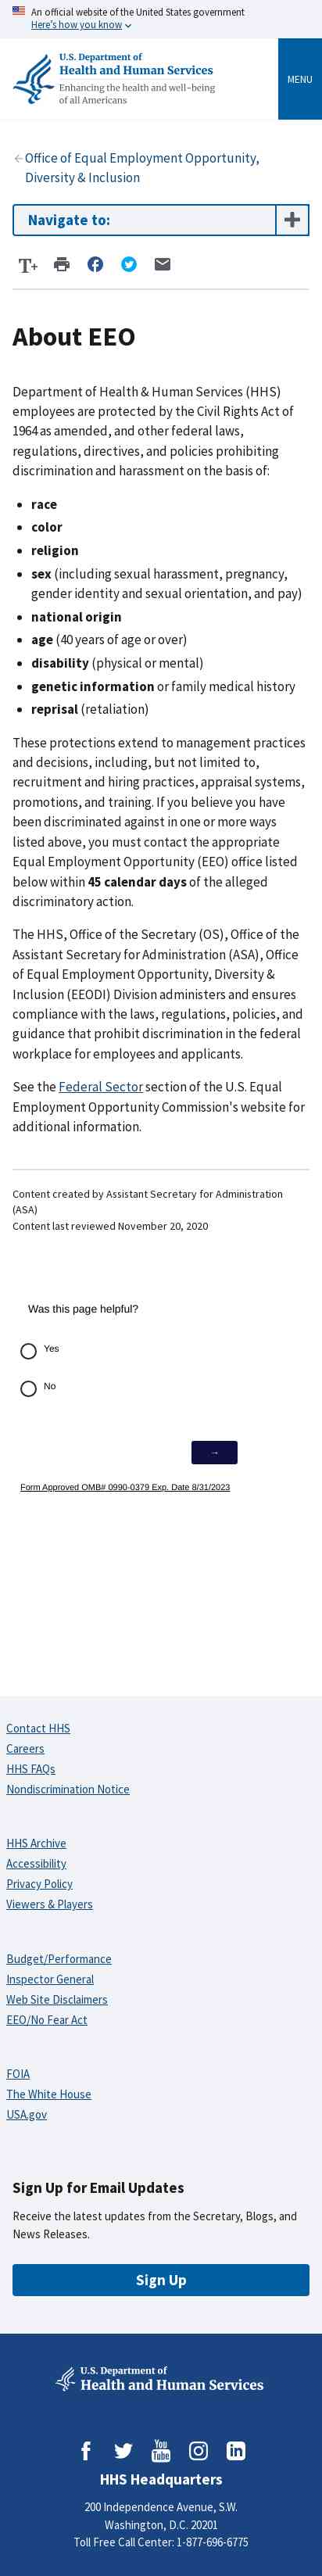 An official website of the United States government
Here's how you know
U.S. Department of
Health and Human Services
Enhancing the health and well-being
of all Americans
MENU
Office of Equal Employment Opportunity,
Diversity & Inclusion
Navigate to:
T+
About EEO
Department of Health & Human Services (HHS)
employees are protected by the Civil Rights Act of
1964 as amended, and other federal laws,
regulations, directives, and policies prohibiting
discrimination and harassment on the basis of:
race
color
religion
sex (including sexual harassment, pregnancy,
gender identity and sexual orientation, and pay)
national origin
age (40 years of age or over)
disability (physical or mental)
genetic information or family medical history
reprisal (retaliation)
These protections extend to management practices
and decisions, including, but not limited to,
recruitment and hiring practices, appraisal systems,
promotions, and training. If you believe you have
been discriminated against in one or more ways
listed above, you must contact the appropriate
Equal Employment Opportunity (EEO) office listed
below within 45 calendar days of the alleged
discriminatory action.
The HHS, Office of the Secretary (OS), Office of the
Assistant Secretary for Administration (ASA), Office
of Equal Employment Opportunity, Diversity &
Inclusion (EEODI) Division administers and ensures
compliance with the laws, regulations, policies, and
guidance that prohibit discrimination in the federal
workplace for employees and applicants.
See the Federal Sector section of the U.S. Equal
Employment Opportunity Commission's website for
additional information.
Content created by Assistant Secretary for Administration
(ASA)
Content last reviewed November 20, 2020
Was this page helpful?
Yes
No
→
Form Approved OMB# 0990-0379 Exp. Date 8/31/2023
Contact HHS
Careers
HHS FAQs
Nondiscrimination Notice
HHS Archive
Accessibility
Privacy Policy
Viewers & Players
Budget/Performance
Inspector General
Web Site Disclaimers
EEO/No Fear Act
FOIA
The White House
USA.gov
Sign Up for Email Updates
Receive the latest updates from the Secretary, Blogs, and
News Releases.
Sign Up
U.S. Department of
Health and Human Services
You
Tube
HHS Headquarters
200 Independence Avenue, S.W.
Washington, D.C. 20201
Toll Free Call Center: 1-877-696-6775